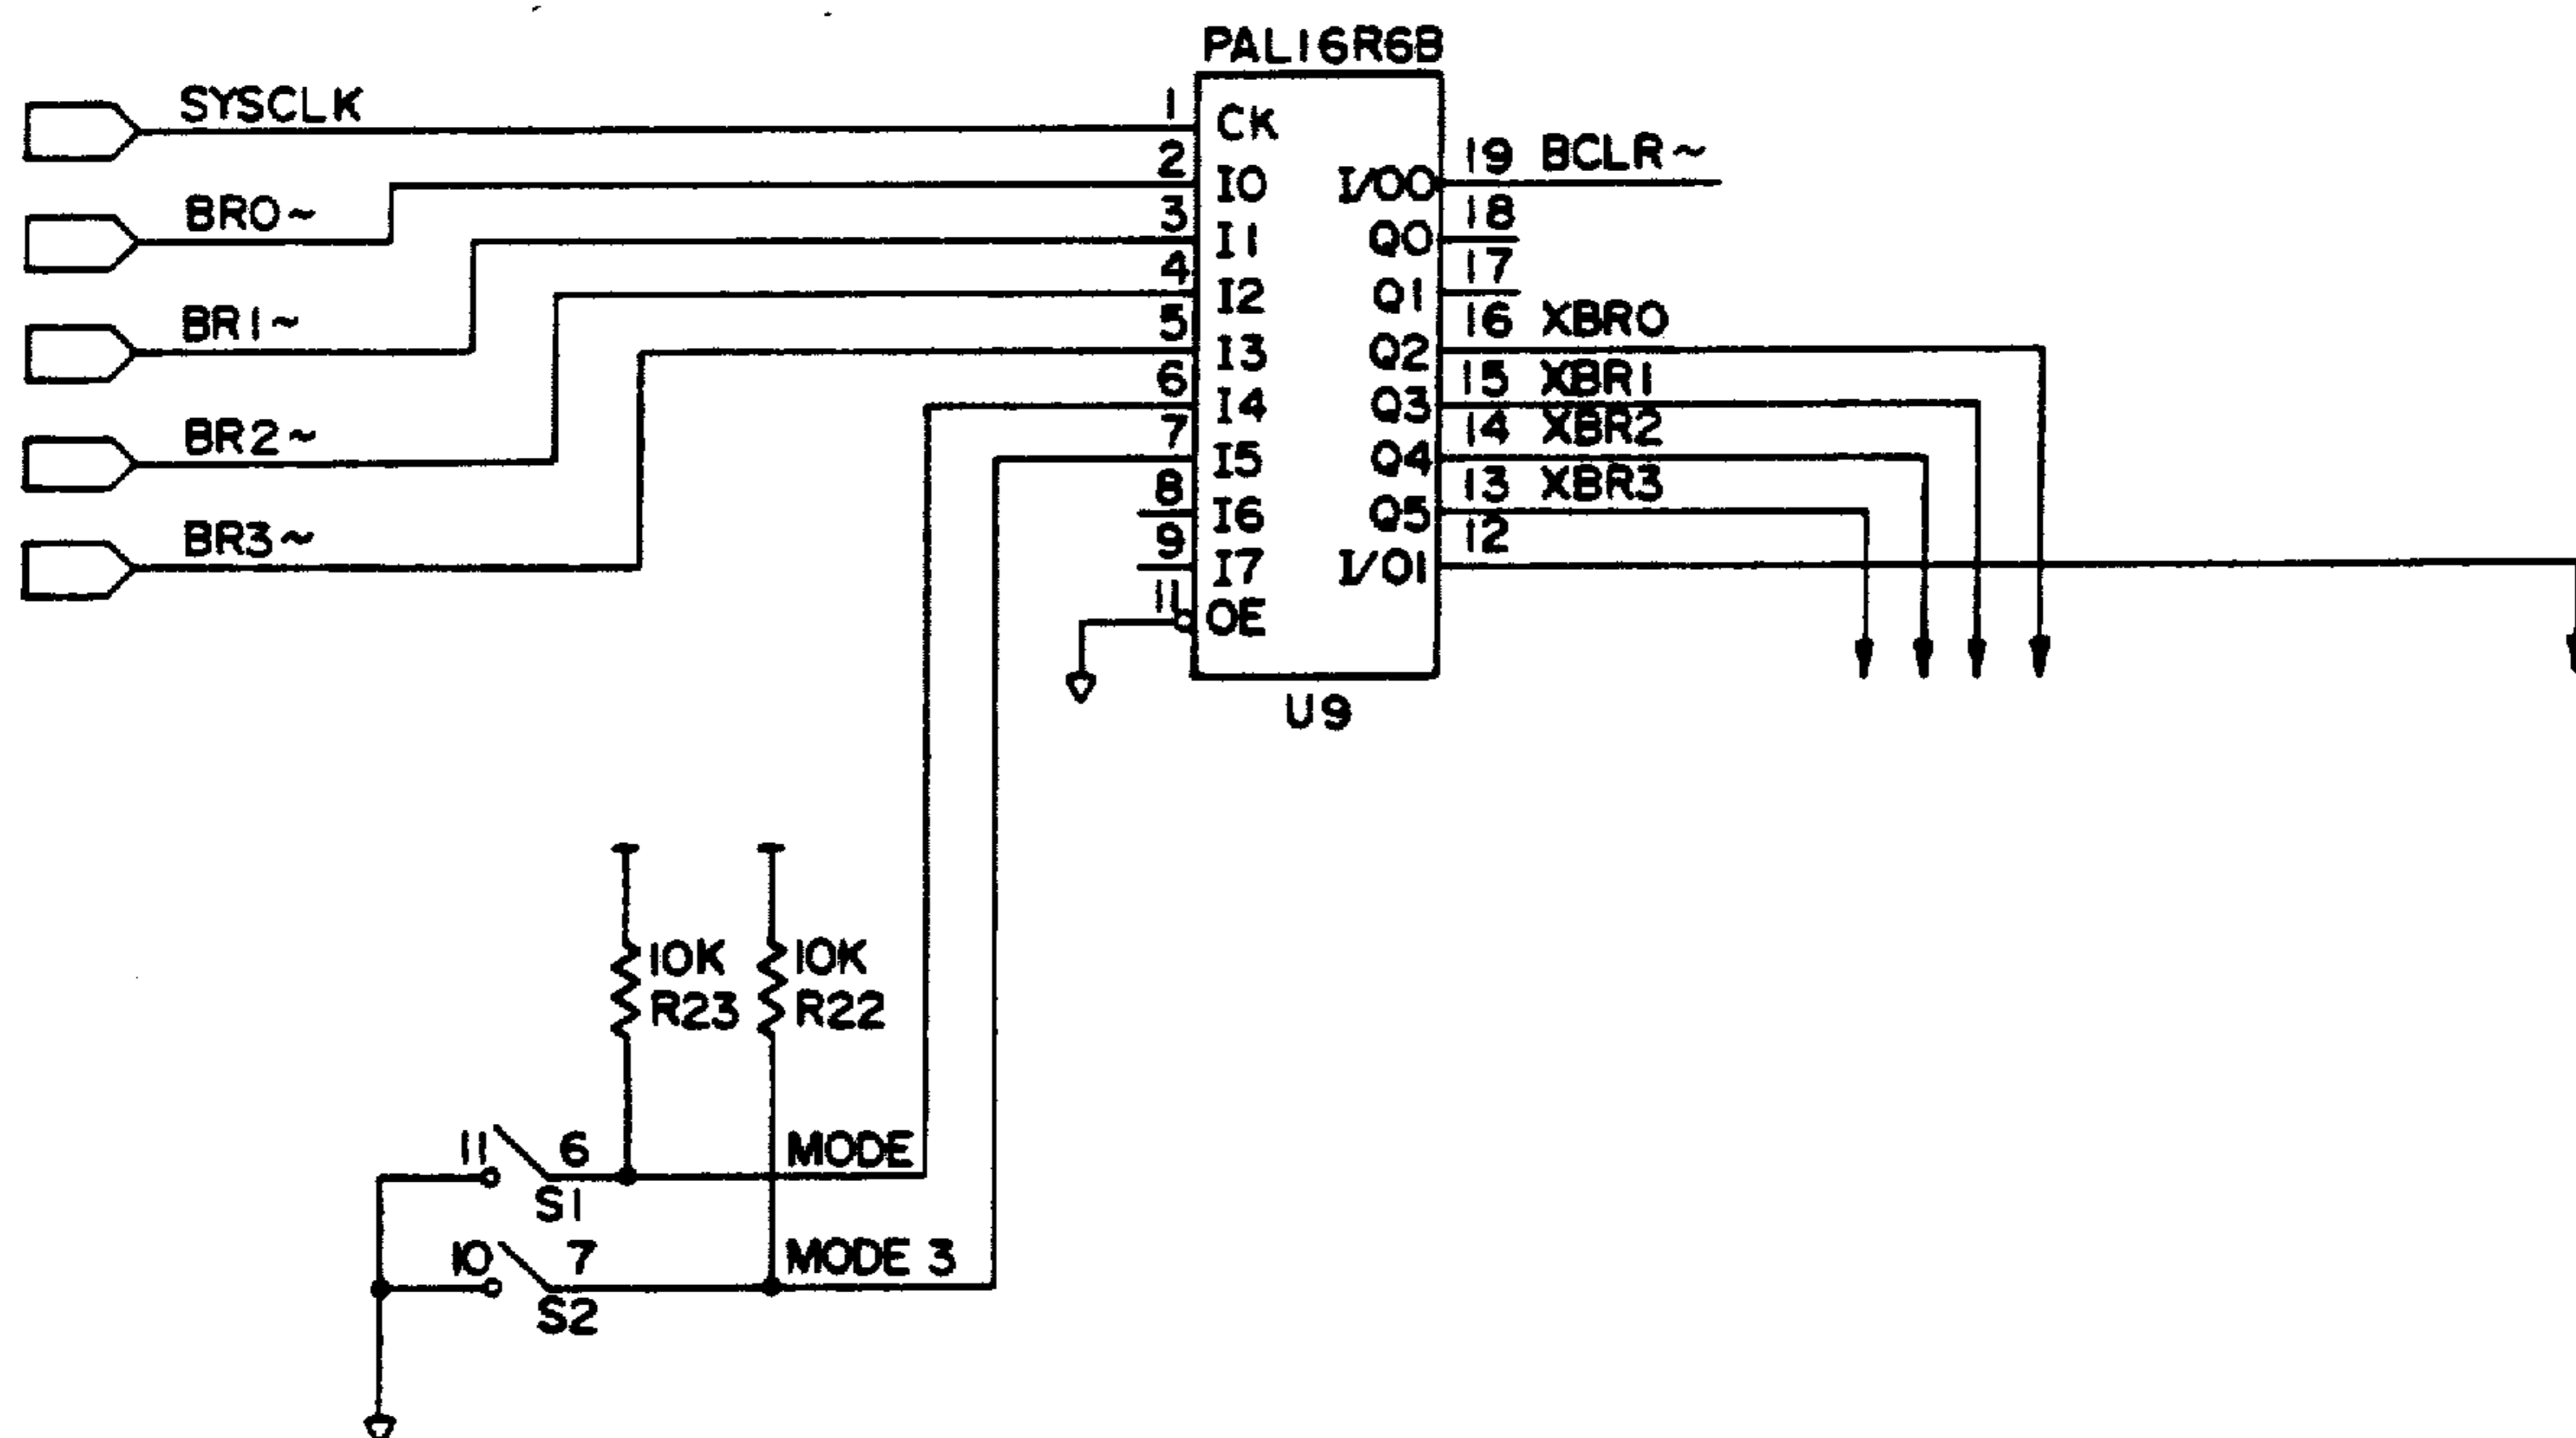 PAL16R6B
SYSCLK
1
CK
2
19 BCLR~
BR0~
I0
I/O0
3
18
I1
Q0
4
17
BR1~
I2
Q1
5
16 XBR0
I3
Q2
6
15 XBR1
BR2~
I4
Q3
7
14 XBR2
I5
Q4
8
13 XBR3
I6
Q5
BR3~
9
12
I7
I/O1
11
OE
U9
10K
R23
10K
R22
11
6
MODE
S1
10
7
MODE 3
S2